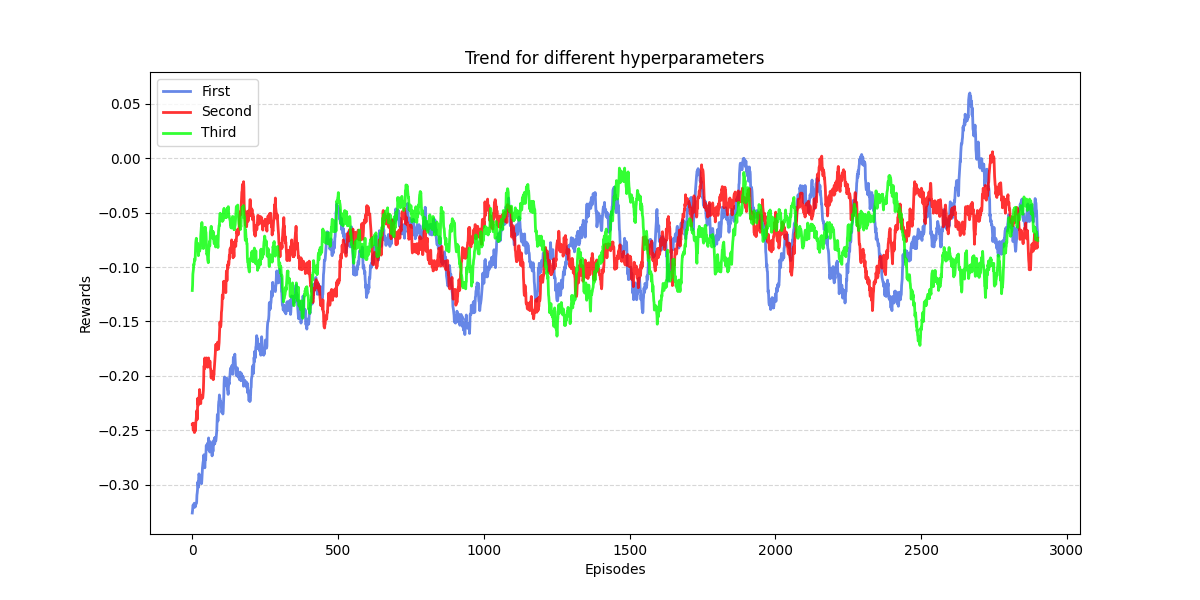 Trend for different hyperparameters
First
Second
Third
Rewards
0.05
0.00
−0.05
−0.10
−0.15
−0.20
−0.25
−0.30
0 500 1000 1500 2000 2500 3000
Episodes